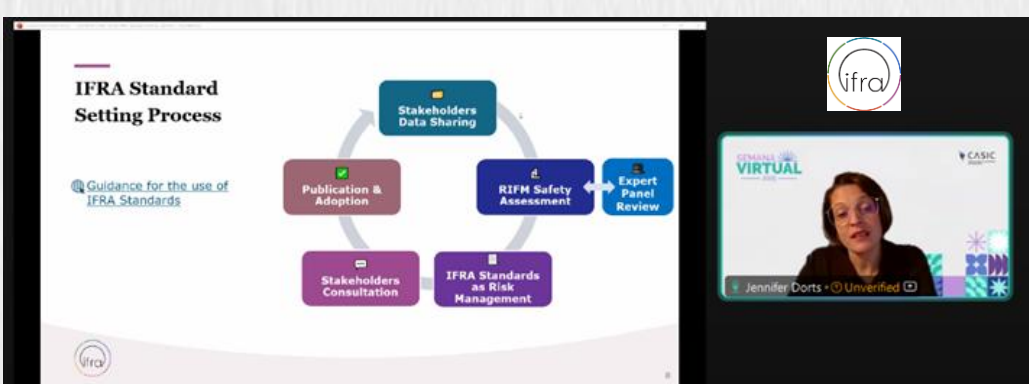 IFRA Standard
Setting Process
Guidance for the use of
IFRA Standards
Stakeholders
Data Sharing
RIFM Safety
Assessment
Expert
Panel
Review
IFRA Standards
as Risk
Management
Stakeholders
Consultation
Publication &
Adoption
ifra
8
ifra
SEMANA
VIRTUAL
CASIC
Jennifer Dorts • Unverified